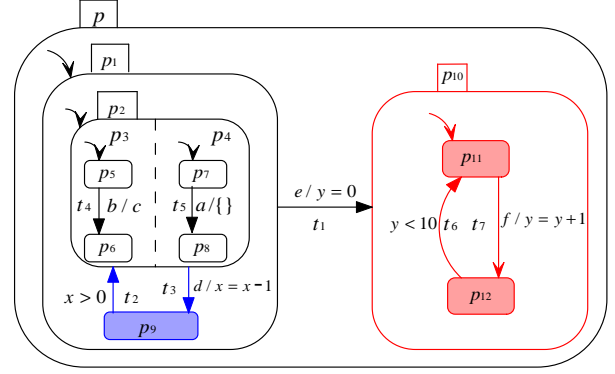 p
p1
p10
p2
p3 p4
p5 p7
p11
t4 b / c t5 a /{}
e / y = 0
t1
y < 10 t6 t7 f / y = y + 1
p6 p8
x > 0 t2 t3 d / x = x − 1
p9
p12